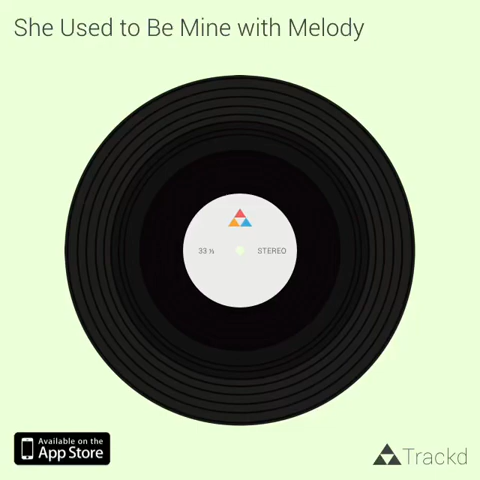 She Used to Be Mine with Melody
33 ⅓ STEREO
Available on the
App Store
Trackd